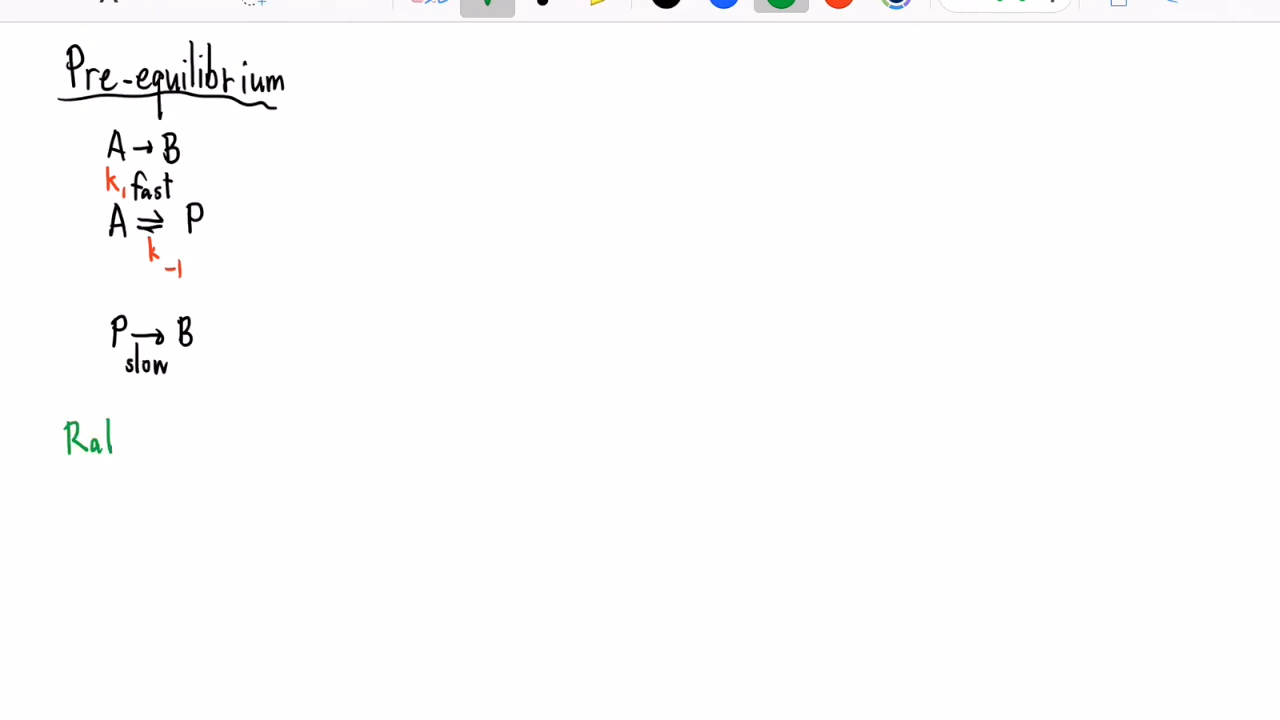 Pre-equilibrium
A → B
k₁ fast
A ⇌ P
k₋₁
P → B
slow
Ral